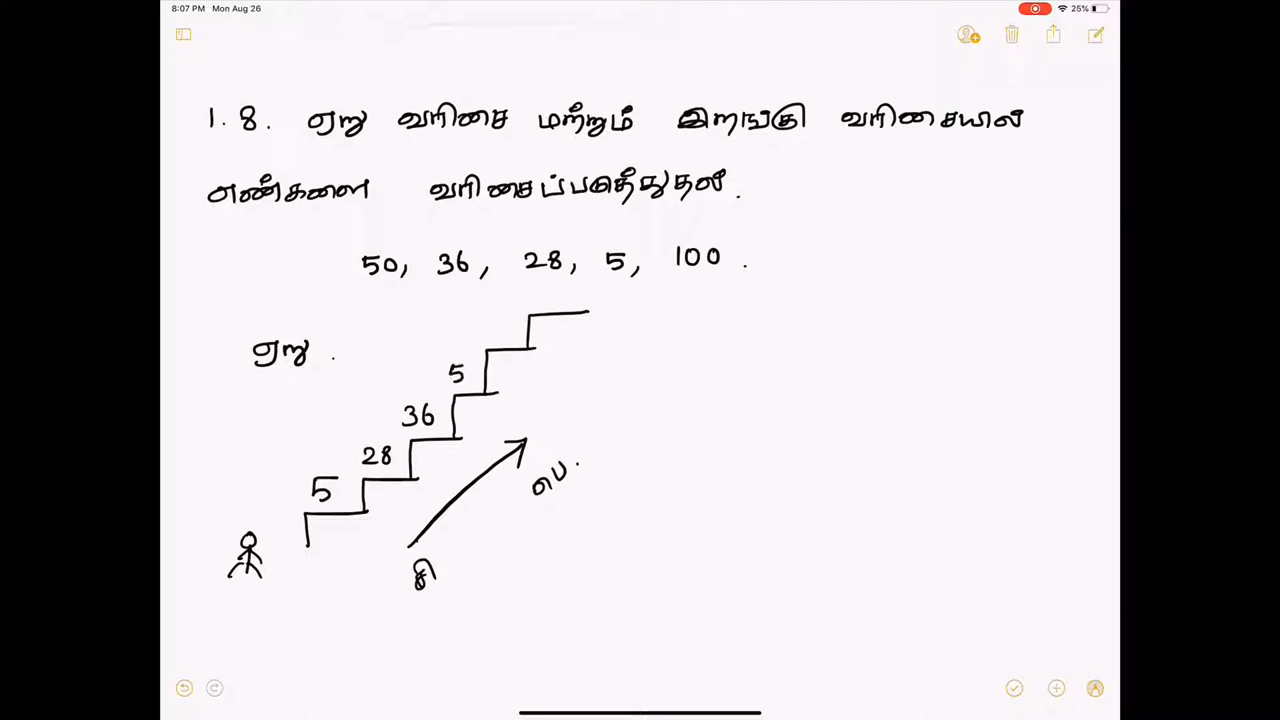 8:07 PM Mon Aug 26 25%
1.8. ஏறு வரிசை மற்றும் இறங்கு வரிசையில்
எண்களை வரிசைப்படுத்துதல்.
50, 36, 28, 5, 100.
ஏறு.
5
36
28
5
பெ.
சி